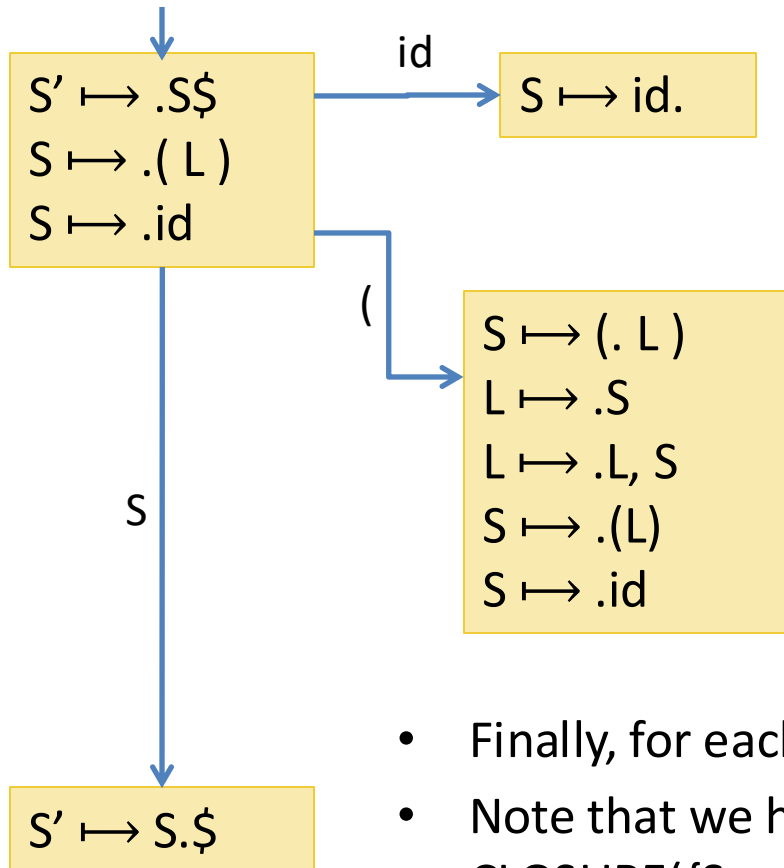 S’ ⟼ .S$
S ⟼ .( L )
S ⟼ .id
id
S ⟼ id.
(
S ⟼ (. L )
L ⟼ .S
L ⟼ .L, S
S ⟼ .(L)
S ⟼ .id
S
S’ ⟼ S.$
• Finally, for each
• Note that we h